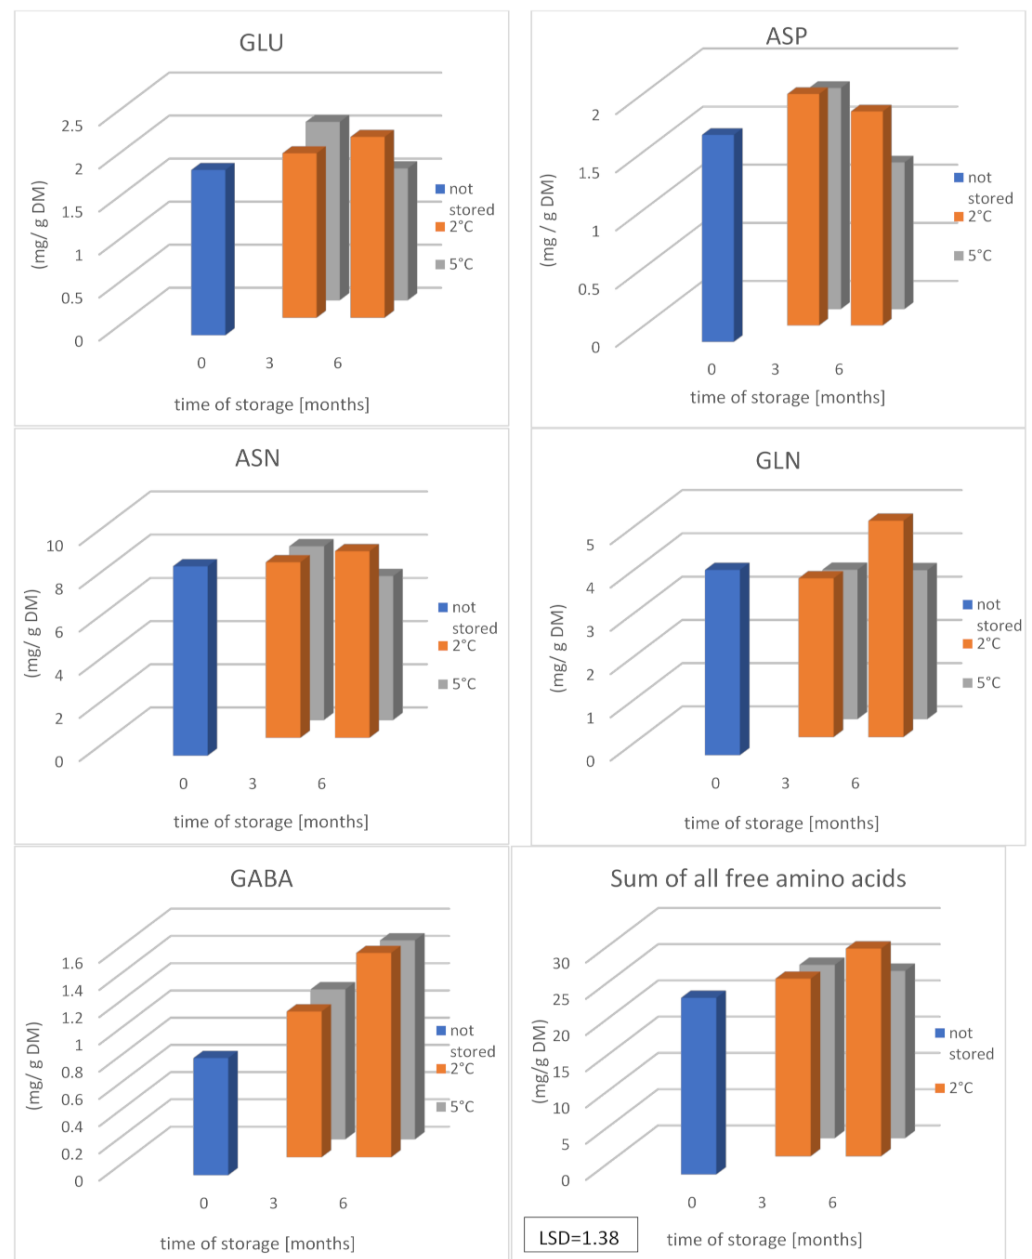 GLU
2.5
2
1.5
1
0.5
0
(mg/ g DM)
0 3 6
time of storage [months]
not
stored
2°C
5°C
ASP
2
1.5
1
0.5
0
(mg / g DM)
0 3 6
time of storage [months]
not
stored
2°C
5°C
ASN
10
8
6
4
2
0
(mg/ g DM)
0 3 6
time of storage [months]
not
stored
2°C
5°C
GLN
5
4
3
2
1
0
(mg/ g DM)
0 3 6
time of storage [months]
not
stored
2°C
5°C
GABA
1.6
1.4
1.2
1
0.8
0.6
0.4
0.2
0
(mg/ g DM)
0 3 6
time of storage [months]
not
stored
2°C
5°C
Sum of all free amino acids
30
25
20
15
10
5
0
(mg/g DM)
0 3 6
time of storage [months]
not
stored
2°C
LSD=1.38